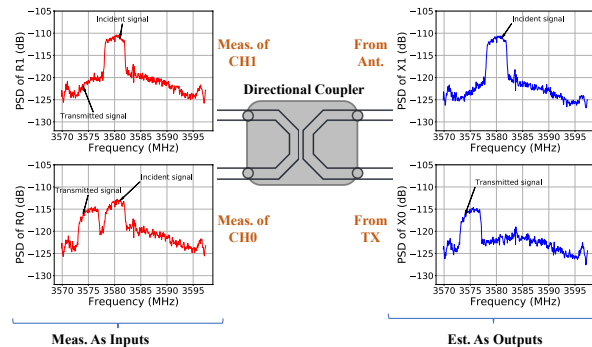 Incident signal
Transmitted signal
PSD of R1 (dB)
−110
−115
−120
−125
−130
3570 3575 3580 3585 3590 3595
Frequency (MHz)
Meas. of
CH1
From
Ant.
Directional Coupler
Incident signal
PSD of X1 (dB)
−110
−115
−120
−125
−130
3570 3575 3580 3585 3590 3595
Frequency (MHz)
Transmitted signal
Incident signal
PSD of R0 (dB)
−110
−115
−120
−125
−130
3570 3575 3580 3585 3590 3595
Frequency (MHz)
Meas. of
CH0
From
TX
Transmitted signal
PSD of X0 (dB)
−110
−115
−120
−125
−130
3570 3575 3580 3585 3590 3595
Frequency (MHz)
Meas. As Inputs
Est. As Outputs